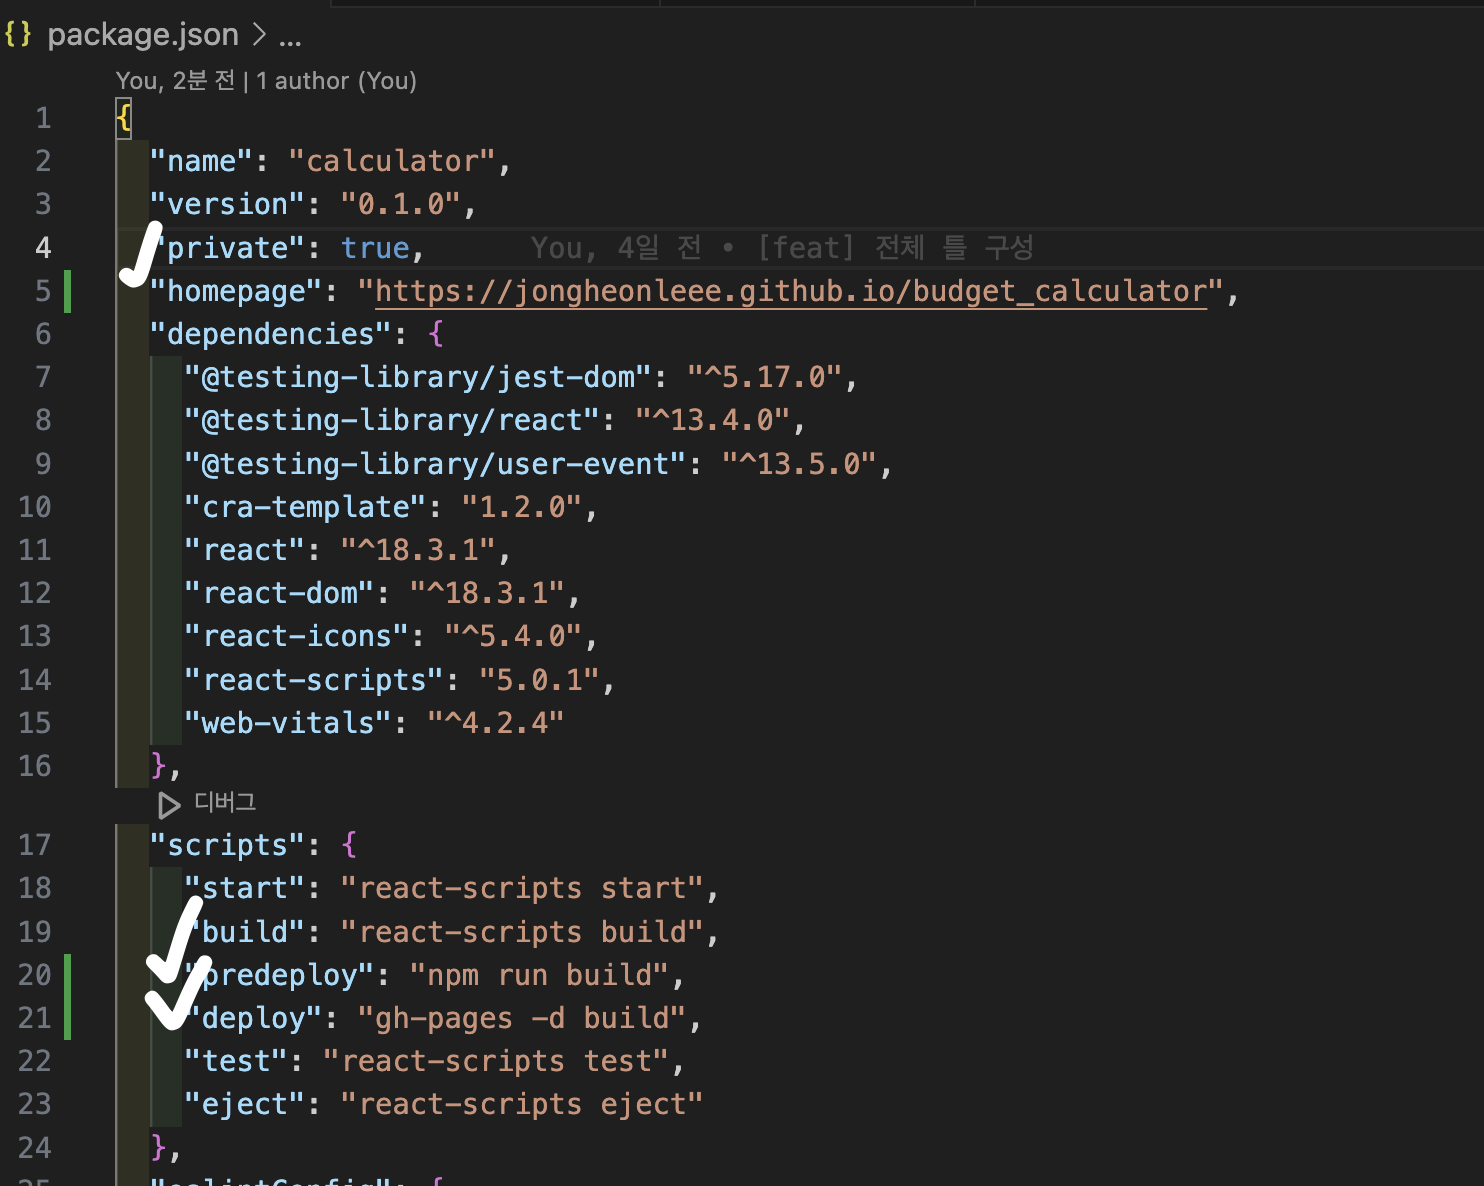 {} package.json > ...
You, 2분 전 | 1 author (You)
1 {
2 "name": "calculator",
3 "version": "0.1.0",
4 "private": true, You, 4일 전 • [feat] 전체 틀 구성
5 "homepage": "https://jongheonleee.github.io/budget_calculator",
6 "dependencies": {
7 "@testing-library/jest-dom": "^5.17.0",
8 "@testing-library/react": "^13.4.0",
9 "@testing-library/user-event": "^13.5.0",
10 "cra-template": "1.2.0",
11 "react": "^18.3.1",
12 "react-dom": "^18.3.1",
13 "react-icons": "^5.4.0",
14 "react-scripts": "5.0.1",
15 "web-vitals": "^4.2.4"
16 },
디버그
17 "scripts": {
18 "start": "react-scripts start",
19 "build": "react-scripts build",
20 "predeploy": "npm run build",
21 "deploy": "gh-pages -d build",
22 "test": "react-scripts test",
23 "eject": "react-scripts eject"
24 },
25 "eslintConfig": {